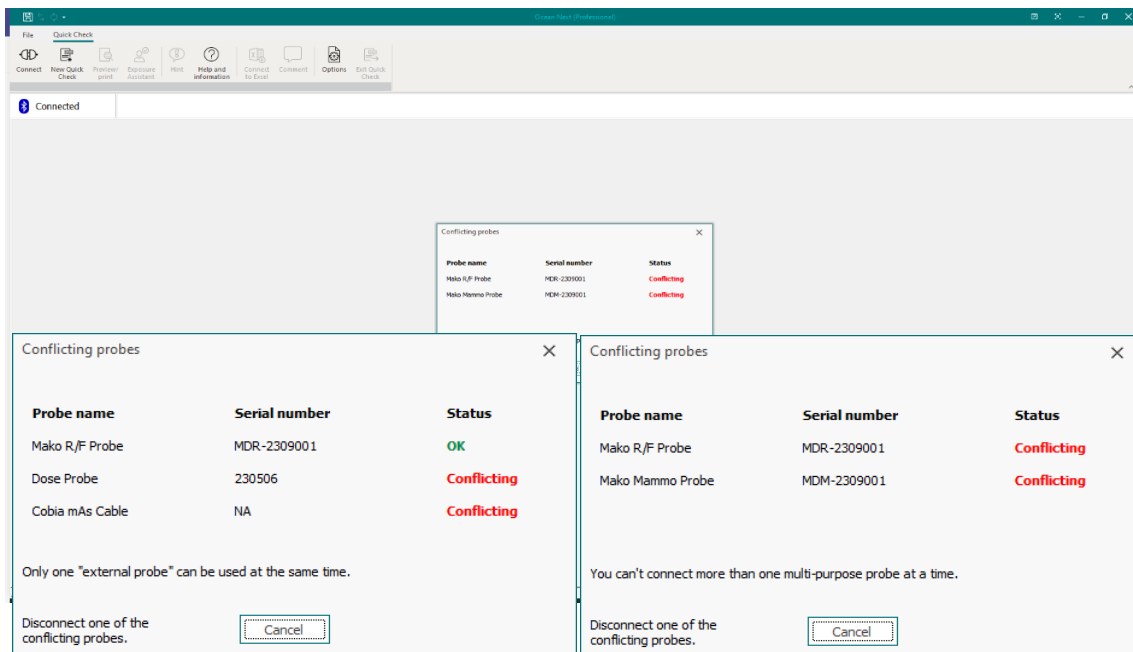 Ocean Next (Professional)
File Quick Check
Connect New Quick Check Preview/ print Exposure Assistant Hint Help and information Connect to Excel Comment Options Exit Quick Check
Connected
Conflicting probes
Probe name Serial number Status
Mako R/F Probe MDR-2309001 Conflicting
Mako Mammo Probe MDM-2309001 Conflicting
Conflicting probes
Probe name Serial number Status
Mako R/F Probe MDR-2309001 OK
Dose Probe 230506 Conflicting
Cobia mAs Cable NA Conflicting
Only one "external probe" can be used at the same time.
Disconnect one of the
conflicting probes.
Cancel
Conflicting probes
Probe name Serial number Status
Mako R/F Probe MDR-2309001 Conflicting
Mako Mammo Probe MDM-2309001 Conflicting
You can't connect more than one multi-purpose probe at a time.
Disconnect one of the
conflicting probes.
Cancel